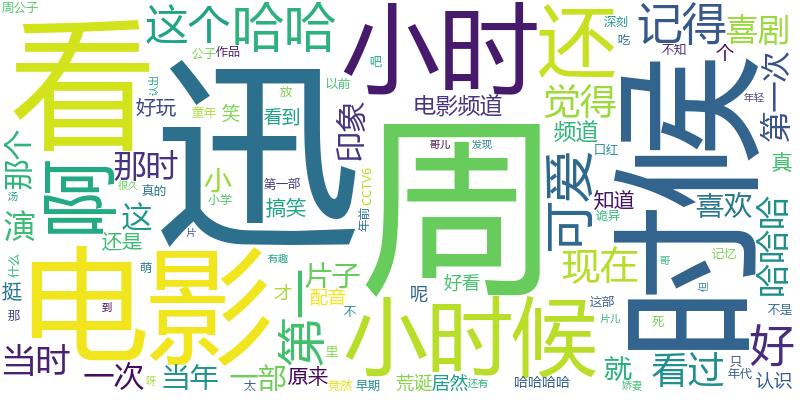 周公子
看
这个
哈哈
小时
还
记得
喜剧
深刻
吃
不知
个
公子
作品
吧
好玩
所以
童年
放
笑
以前
看到
印象
电影频道
觉得
第一次
年轻
哥儿
发现
频道
口红
真
那个
那时
啊
迅
周
时候
可爱
小
第一部
CCTV6
很久
真的
小学
汤
搞笑
年前
知道
诡异
喜欢
哈哈哈
演
这
还是
片
有趣
好看
现在
哥
记忆
但
什么
萌
挺
电影
第一
片子
才
配音
呢
小时候
这部
不是
那
到
不
片儿
死
好
当时
里
就
看过
只
年代
一次
呀
当年
一部
太
原来
竟然
早期
荒诞
居然
还有
哈哈哈哈
娇妻
认识